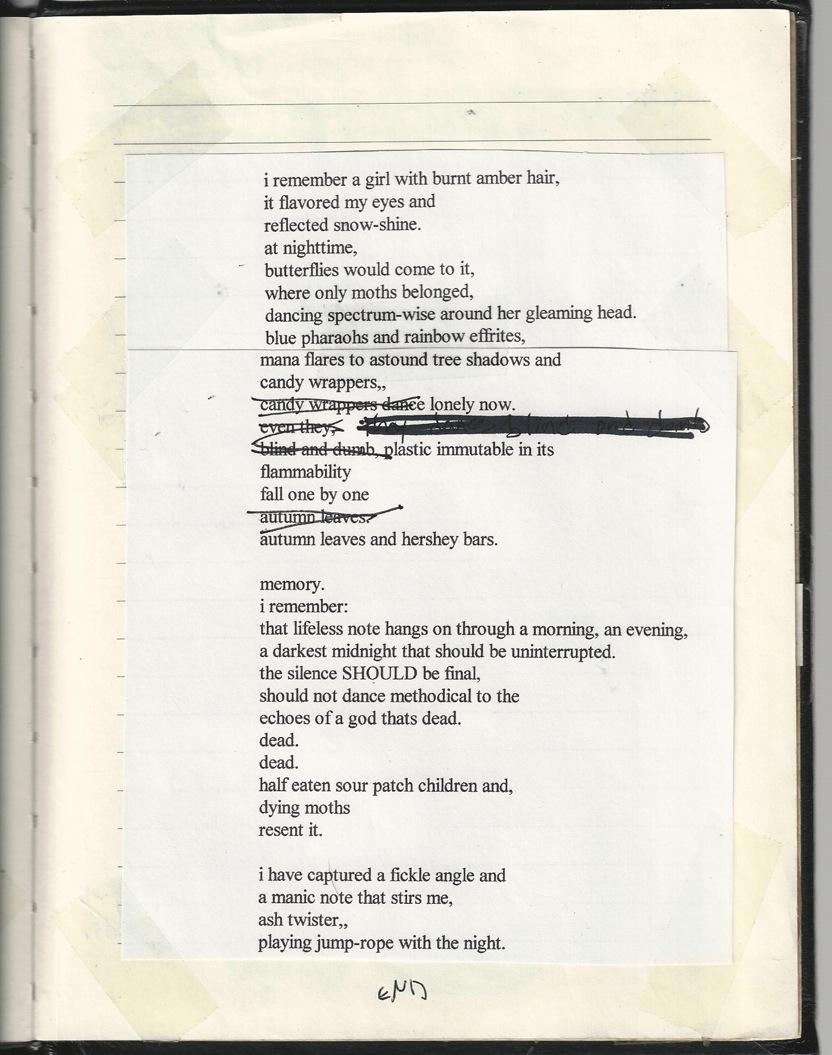 i remember a girl with burnt amber hair,
it flavored my eyes and
reflected snow-shine.
at nighttime,
butterflies would come to it,
where only moths belonged,
dancing spectrum-wise around her gleaming head.
blue pharaohs and rainbow effrites,
mana flares to astound tree shadows and
candy wrappers,,
candy wrappers dance lonely now.
even they, they dance blind and dumb
blind and dumb, plastic immutable in its
flammability
fall one by one
autumn leaves.
autumn leaves and hershey bars.
memory.
i remember:
that lifeless note hangs on through a morning, an evening,
a darkest midnight that should be uninterrupted.
the silence SHOULD be final,
should not dance methodical to the
echoes of a god thats dead.
dead.
dead.
half eaten sour patch children and,
dying moths
resent it.
i have captured a fickle angle and
a manic note that stirs me,
ash twister,,
playing jump-rope with the night.
END